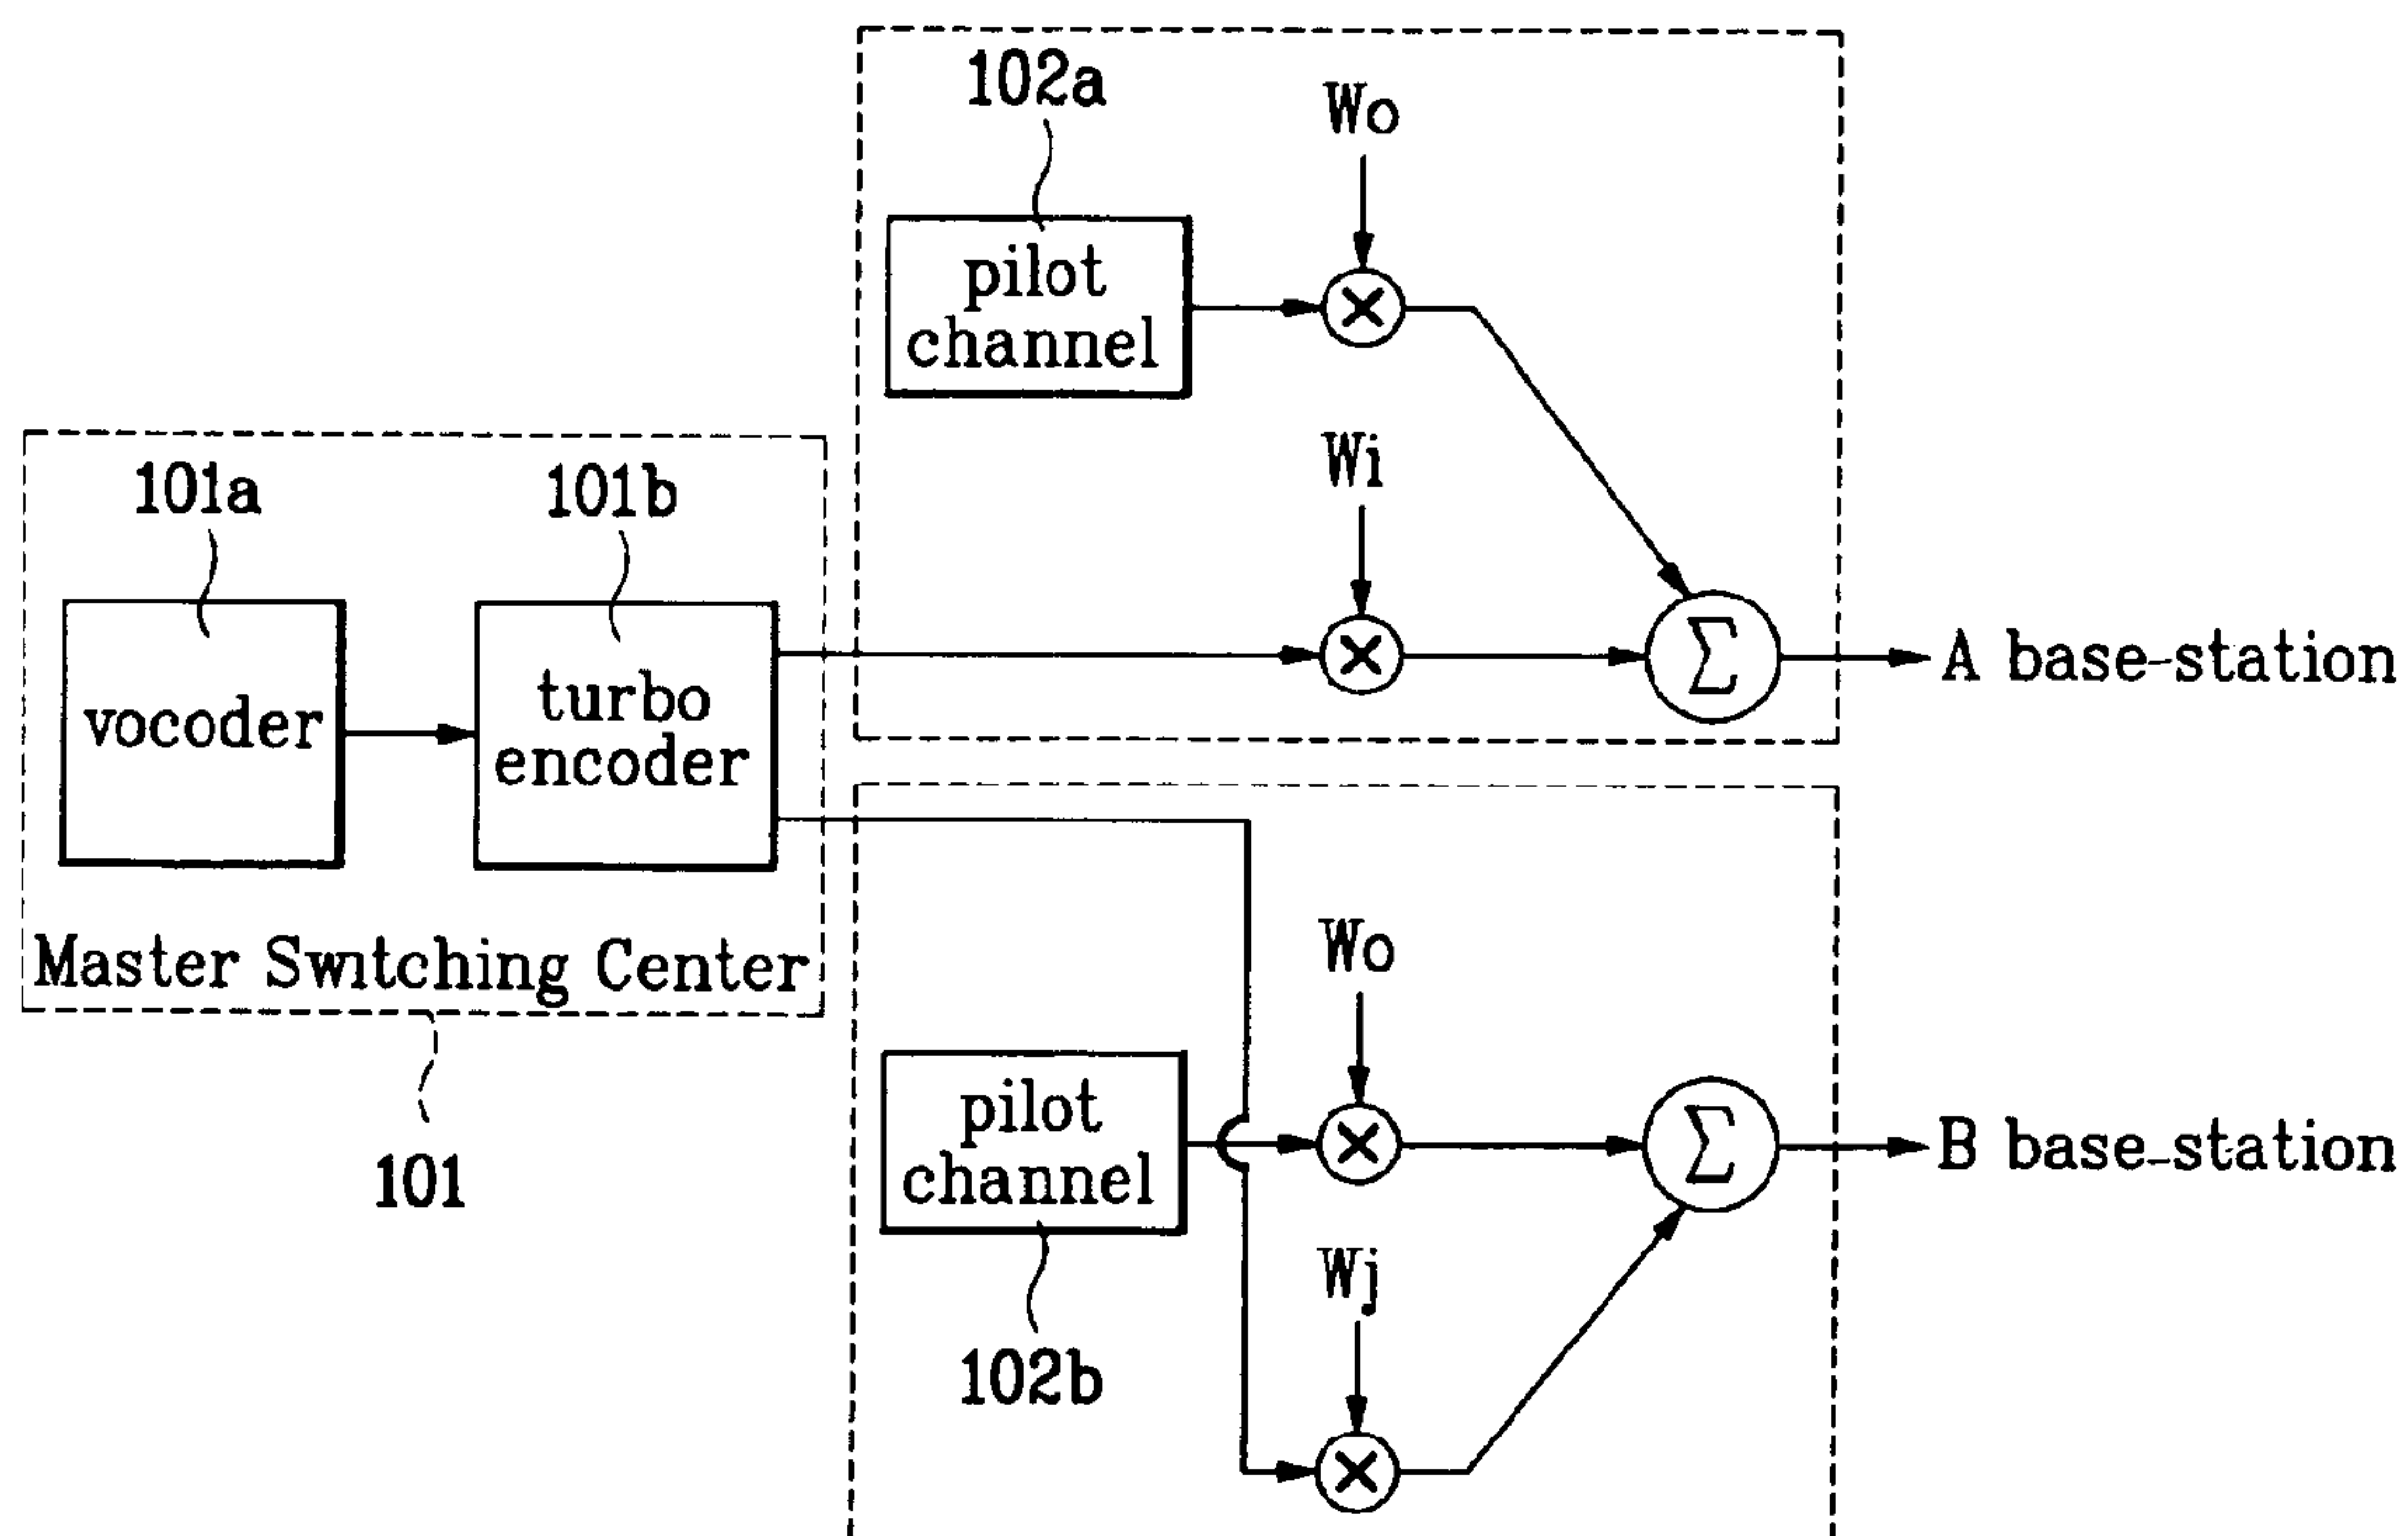 102a
Wo
pilot
channel
Wi
101a
101b
vocoder
turbo
encoder
Σ
A base-station
Master Switching Center
101
Wo
pilot
channel
Σ
B base-station
Wj
102b